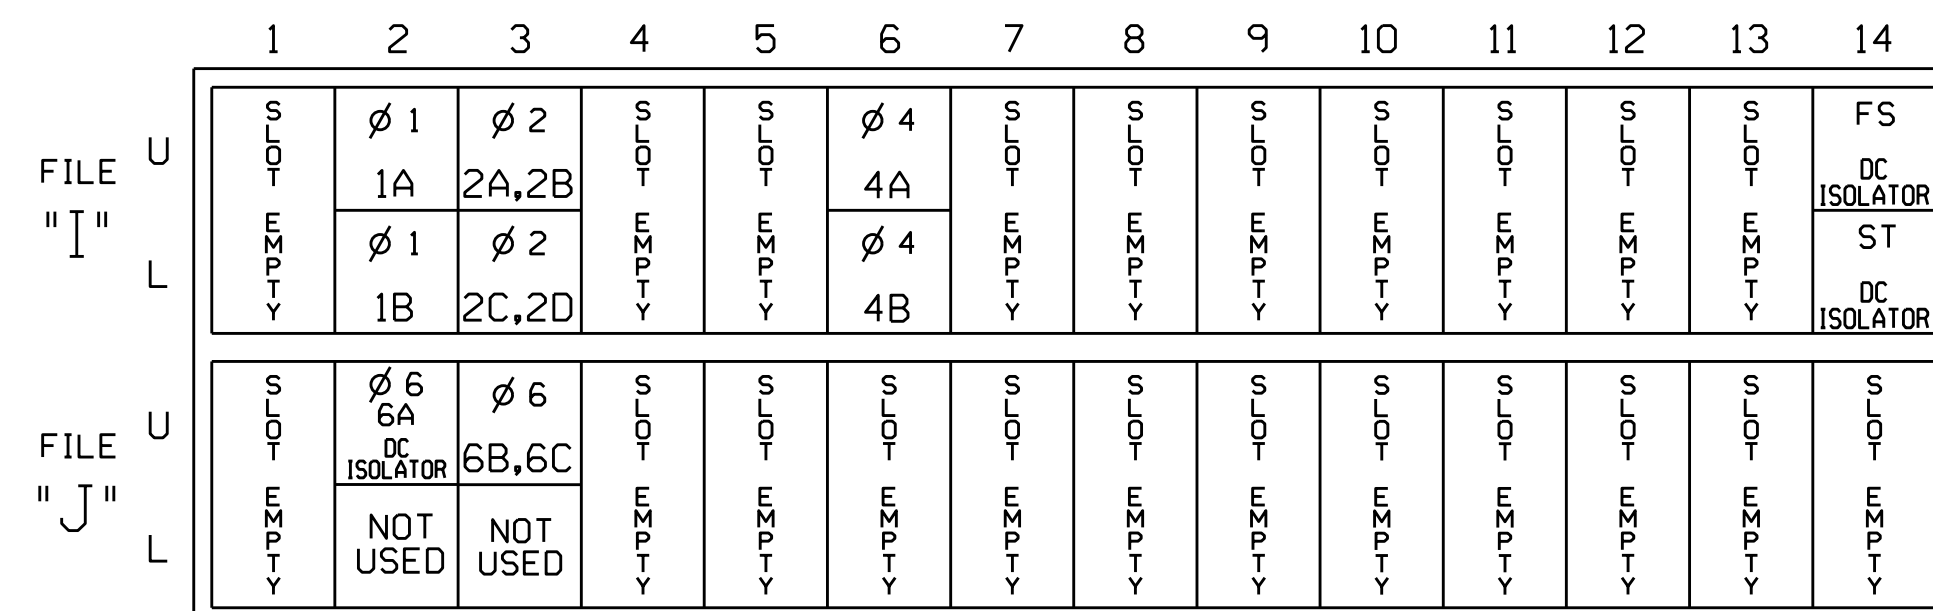 1 2 3 4 5 6 7 8 9 10 11 12 13 14
FILE "I"
U
L
SLOT EMPTY
Ø 1
1A
Ø 1
1B
Ø 2
2A,2B
Ø 2
2C,2D
SLOT EMPTY
SLOT EMPTY
Ø 4
4A
Ø 4
4B
SLOT EMPTY
SLOT EMPTY
SLOT EMPTY
SLOT EMPTY
SLOT EMPTY
SLOT EMPTY
SLOT EMPTY
FS
DC
ISOLATOR
ST
DC
ISOLATOR
FILE "J"
U
L
SLOT EMPTY
Ø 6
6A
DC
ISOLATOR
NOT
USED
Ø 6
6B,6C
NOT
USED
SLOT EMPTY
SLOT EMPTY
SLOT EMPTY
SLOT EMPTY
SLOT EMPTY
SLOT EMPTY
SLOT EMPTY
SLOT EMPTY
SLOT EMPTY
SLOT EMPTY
SLOT EMPTY